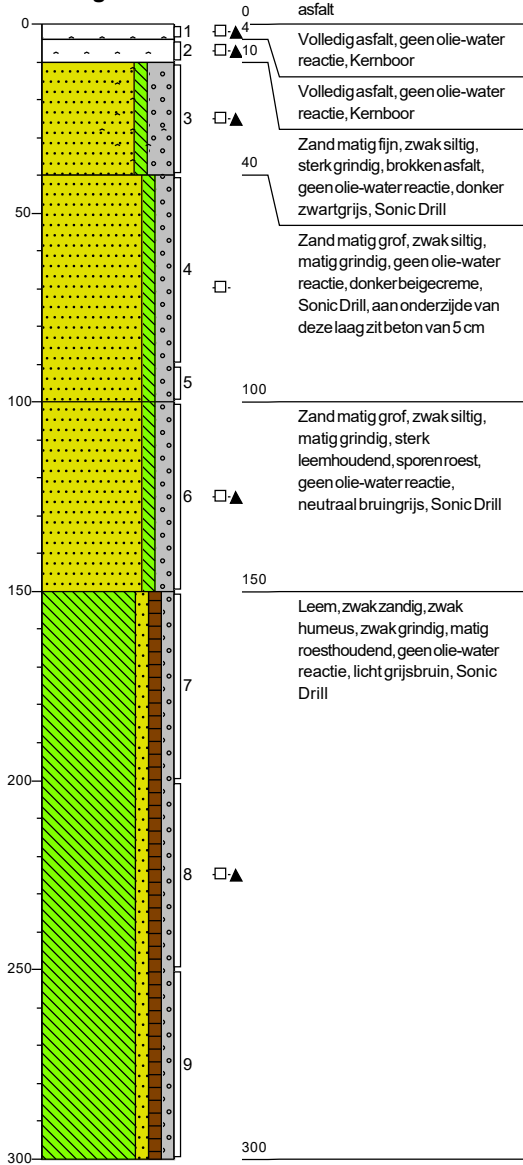 0
asfalt
4
Volledig asfalt, geen olie-water
reactie, Kernboor
10
Volledig asfalt, geen olie-water
reactie, Kernboor
Zand matig fijn, zwak siltig,
sterk grindig, brokken asfalt,
geen olie-water reactie, donker
zwartgrijs, Sonic Drill
40
Zand matig grof, zwak siltig,
matig grindig, geen olie-water
reactie, donkerbeigecreme,
Sonic Drill, aan onderzijde van
deze laag zit beton van 5 cm
100
Zand matig grof, zwak siltig,
matig grindig, sterk
leemhoudend, sporen roest,
geen olie-water reactie,
neutraal bruingrijs, Sonic Drill
150
Leem, zwak zandig, zwak
humeus, zwak grindig, matig
roesthoudend, geen olie-water
reactie, licht grijsbruin, Sonic
Drill
300
0
50
100
150
200
250
300
1
2
3
4
5
6
7
8
9